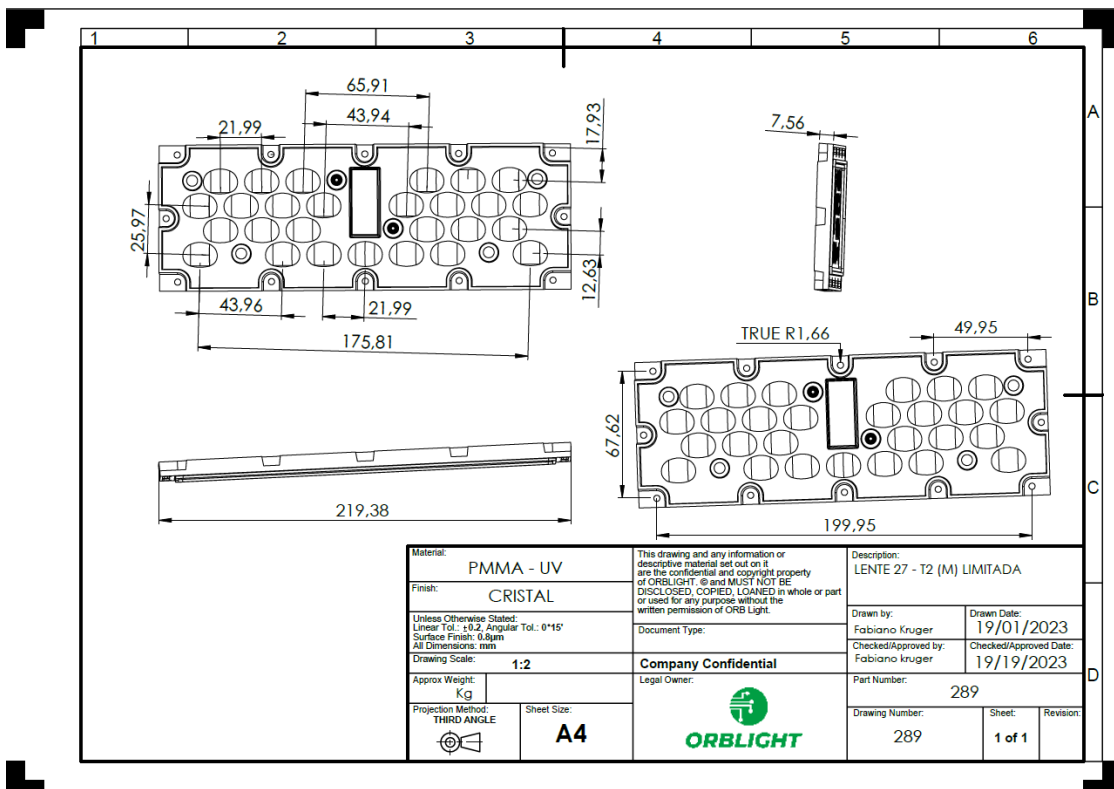 1 2 3 4 5 6
A
B
C
D
65,91
43,94
21,99
17,93
25,97
12,63
43,96
21,99
175,81
7,56
TRUE R1,66
49,95
67,62
199,95
219,38
Material:
PMMA - UV
Finish:
CRISTAL
Unless Otherwise Stated:
Linear Tol.: ±0.2, Angular Tol.: 0°15'
Surface Finish: 0.8µm
All Dimensions: mm
Drawing Scale: 1:2
Approx Weight:
Kg
Projection Method:
THIRD ANGLE
Sheet Size:
A4
This drawing and any information or
descriptive material set out on it
are the confidential and copyright property
of ORBLIGHT. © and MUST NOT BE
DISCLOSED, COPIED, LOANED in whole or part
or used for any purpose without the
written permission of ORB Light.
Document Type:
Company Confidential
Legal Owner:
ORBLIGHT
Description:
LENTE 27 - T2 (M) LIMITADA
Drawn by:
Fabiano Kruger
Drawn Date:
19/01/2023
Checked/Approved by:
Fabiano kruger
Checked/Approved Date:
19/19/2023
Part Number:
289
Drawing Number:
289
Sheet:
1 of 1
Revision: